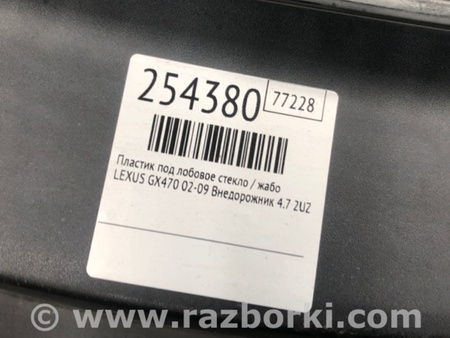 254380
77228
Пластик под лобовое стекло / жабо
LEXUS GX470 02-09 Внедорожник 4.7 2UZ
© www.razborki.com